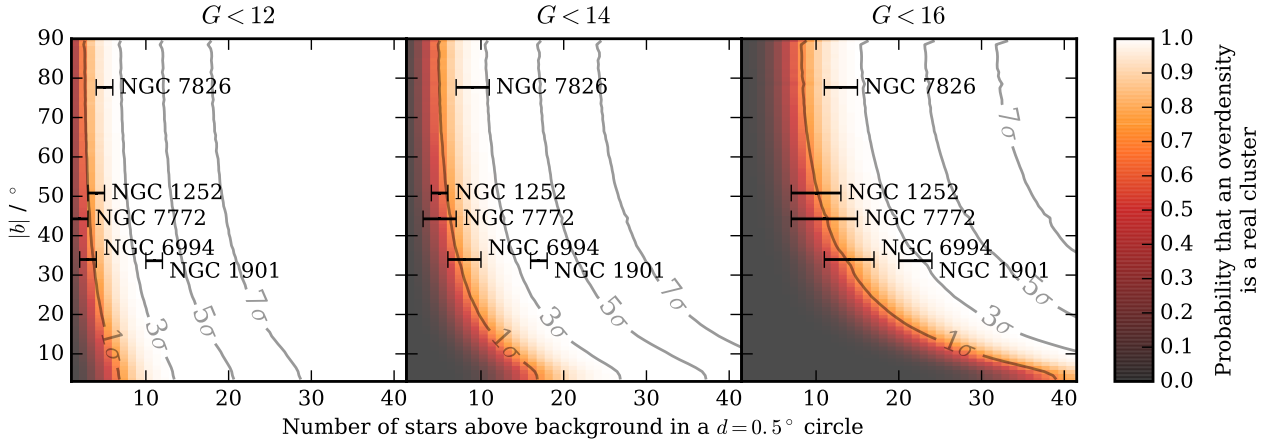 G < 12
G < 14
G < 16
90
80
70
60
50
40
30
20
10
|b| / °
NGC 7826
NGC 1252
NGC 7772
NGC 6994
NGC 1901
1σ
3σ
5σ
7σ
10
20
30
40
NGC 7826
NGC 1252
NGC 7772
NGC 6994
NGC 1901
1σ
3σ
5σ
7σ
10
20
30
40
NGC 7826
NGC 1252
NGC 7772
NGC 6994
NGC 1901
1σ
3σ
5σ
7σ
10
20
30
40
Number of stars above background in a d = 0.5° circle
1.0
0.9
0.8
0.7
0.6
0.5
0.4
0.3
0.2
0.1
0.0
Probability that an overdensity
is a real cluster